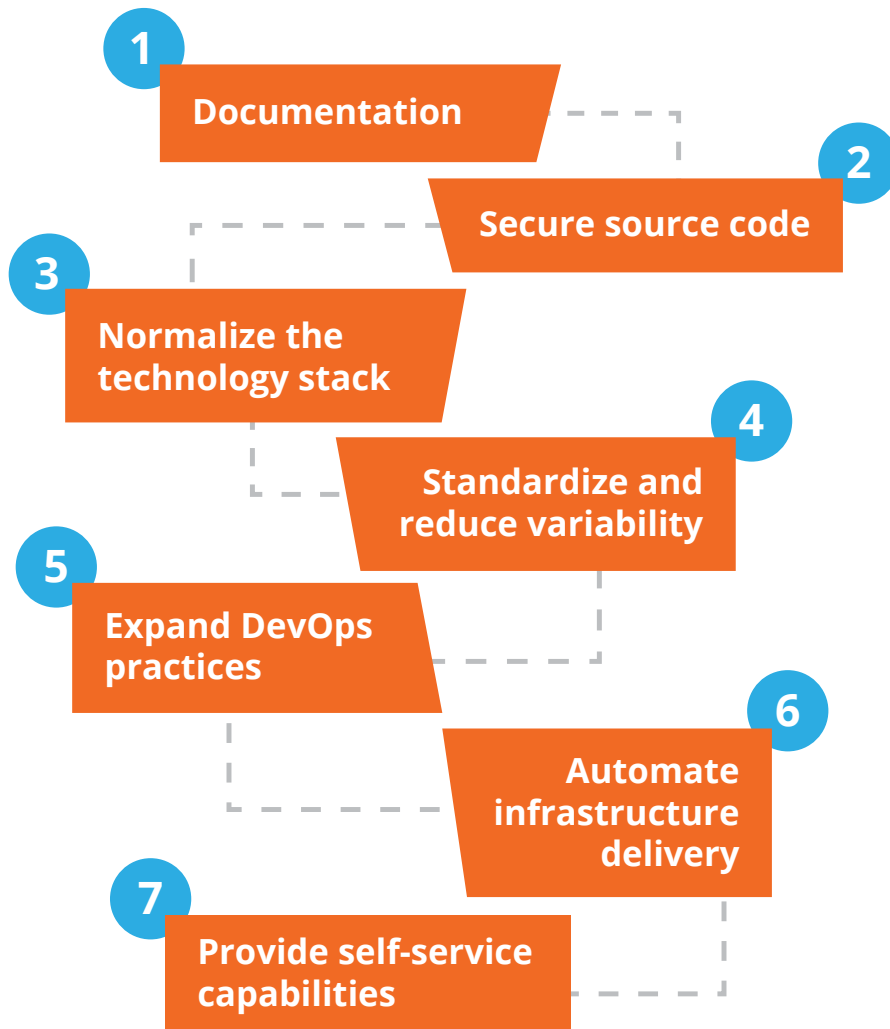 1
Documentation
2
Secure source code
3
Normalize the
technology stack
4
Standardize and
reduce variability
5
Expand DevOps
practices
6
Automate
infrastructure
delivery
7
Provide self-service
capabilities